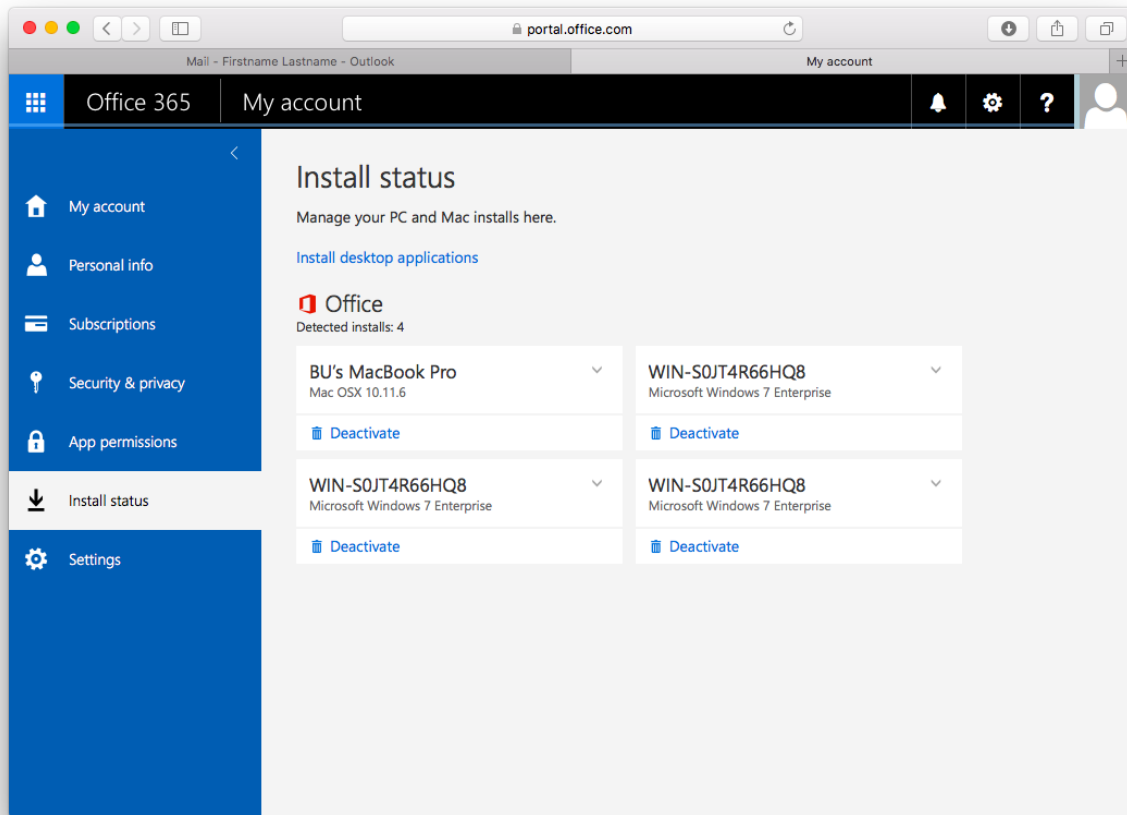 portal.office.com
Mail - Firstname Lastname - Outlook
My account
Office 365
My account
?
My account
Personal info
Subscriptions
Security & privacy
App permissions
Install status
Settings
Install status
Manage your PC and Mac installs here.
Install desktop applications
Office
Detected installs: 4
BU's MacBook Pro
Mac OSX 10.11.6
Deactivate
WIN-S0JT4R66HQ8
Microsoft Windows 7 Enterprise
Deactivate
WIN-S0JT4R66HQ8
Microsoft Windows 7 Enterprise
Deactivate
WIN-S0JT4R66HQ8
Microsoft Windows 7 Enterprise
Deactivate